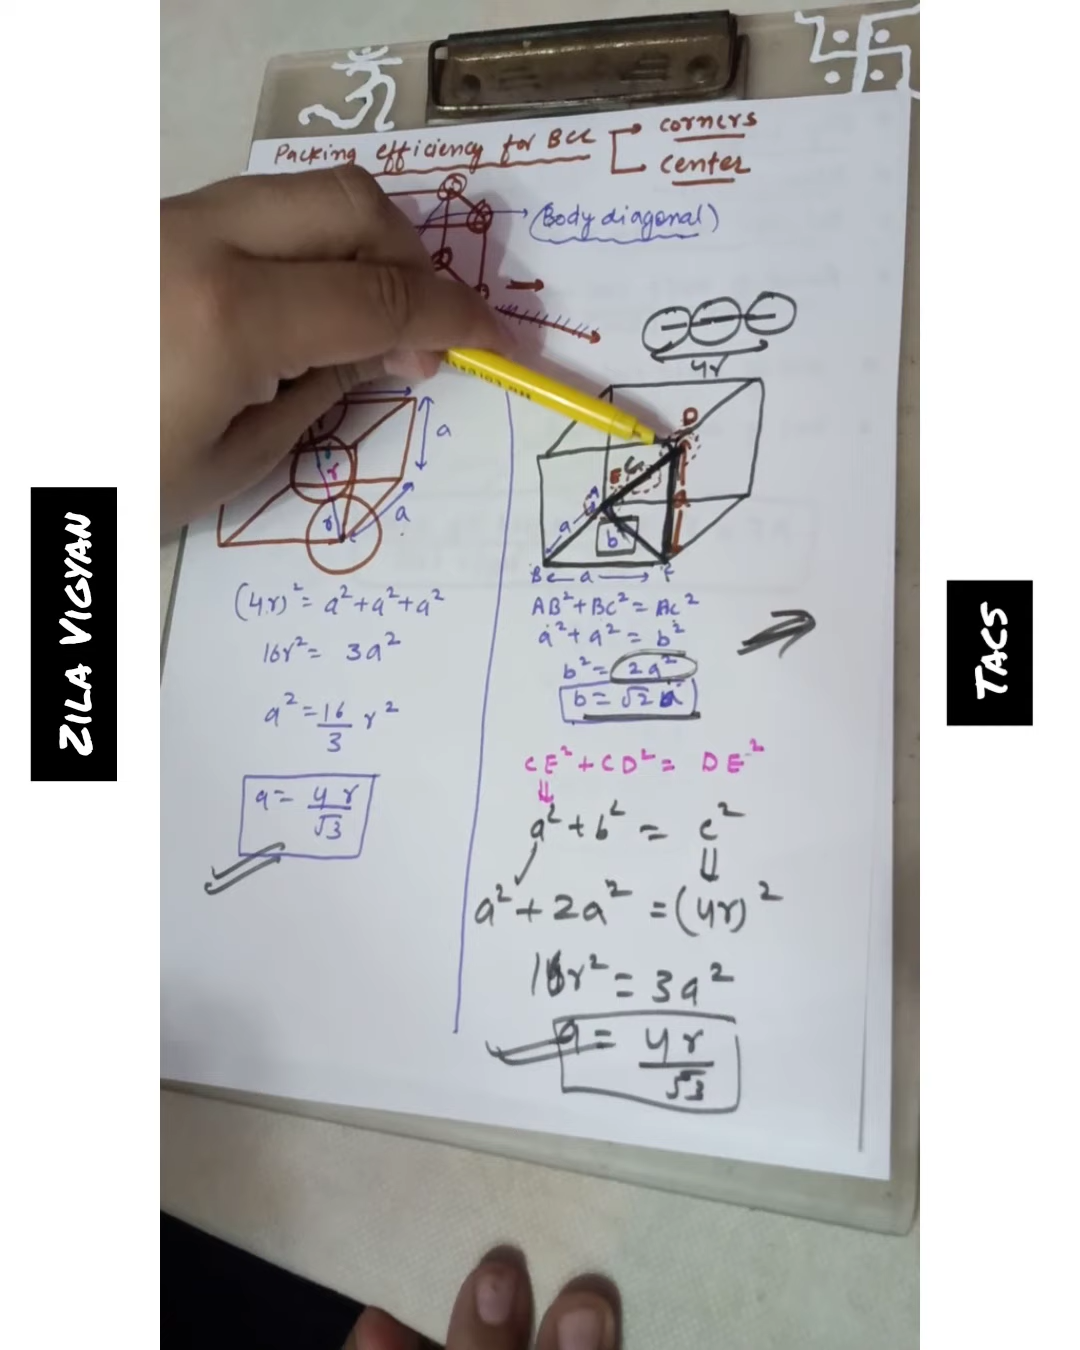 Packing efficiency for BCC
corners
center
(Body diagonal)
4r
a
a
r
r
D
C
E
A
a
b
a
B a F
(4r)² = a² + a² + a²
16r² = 3a²
a² = 16/3 r²
a = 4r/√3
AB² + BC² = AC²
a² + a² = b²
b² = 2a²
b = √2 a
CE² + CD² = DE²
a² + b² = c²
a² + 2a² = (4r)²
16r² = 3a²
a = 4r/√3
ZILA VIGYAN
TACS